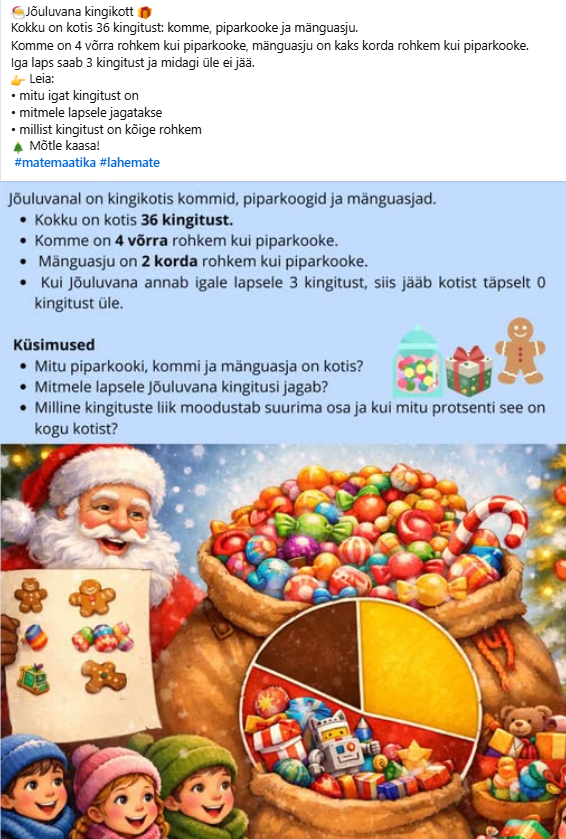 🎅Jõuluvana kingikott 🎁
Kokku on kotis 36 kingitust: komme, piparkooke ja mänguasju.
Komme on 4 võrra rohkem kui piparkooke, mänguasju on kaks korda rohkem kui piparkooke.
Iga laps saab 3 kingitust ja midagi üle ei jää.
👉 Leia:
• mitu igat kingitust on
• mitmele lapsele jagatakse
• millist kingitust on kõige rohkem
🎄 Mõtle kaasa!
#matemaatika #lahemate
Jõuluvanal on kingikotis kommid, piparkoogid ja mänguasjad.
• Kokku on kotis 36 kingitust.
• Komme on 4 võrra rohkem kui piparkooke.
• Mänguasju on 2 korda rohkem kui piparkooke.
• Kui Jõuluvana annab igale lapsele 3 kingitust, siis jääb kotist täpselt 0
kingitust üle.
Küsimused
• Mitu piparkooki, kommi ja mänguasja on kotis?
• Mitmele lapsele Jõuluvana kingitusi jagab?
• Milline kingituste liik moodustab suurima osa ja kui mitu protsenti see on
kogu kotist?